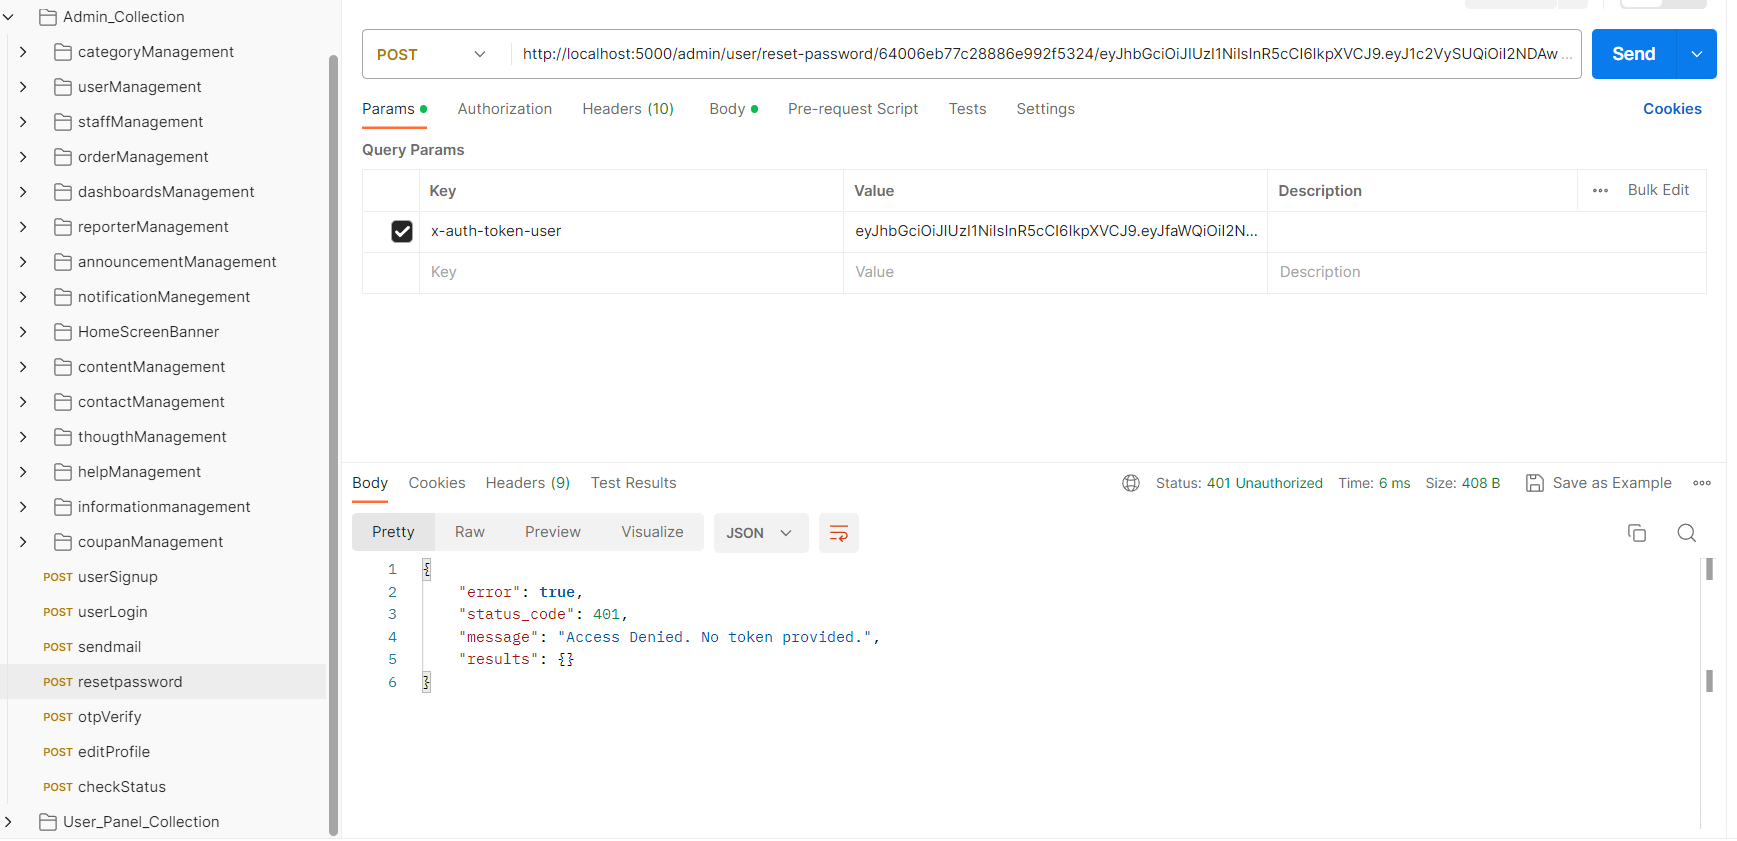 Admin_Collection
categoryManagement
userManagement
staffManagement
orderManagement
dashboardsManagement
reporterManagement
announcementManagement
notificationManegement
HomeScreenBanner
contentManagement
contactManagement
thougthManagement
helpManagement
informationmanagement
coupanManagement
POST userSignup
POST userLogin
POST sendmail
POST resetpassword
POST otpVerify
POST editProfile
POST checkStatus
User_Panel_Collection
POST http://localhost:5000/admin/user/reset-password/64006eb77c28886e992f5324/eyJhbGciOiJIUzI1NiIsInR5cCI6IkpXVCJ9.eyJ1c2VySUQiOiI2NDAw ... Send
Params Authorization Headers (10) Body Pre-request Script Tests Settings Cookies
Query Params
Key Value Description Bulk Edit
x-auth-token-user eyJhbGciOiJIUzI1NiIsInR5cCI6IkpXVCJ9.eyJfaWQiOiI2N...
Key Value Description
Body Cookies Headers (9) Test Results Status: 401 Unauthorized Time: 6 ms Size: 408 B Save as Example
Pretty Raw Preview Visualize JSON
1 {
2 "error": true,
3 "status_code": 401,
4 "message": "Access Denied. No token provided.",
5 "results": {}
6 }